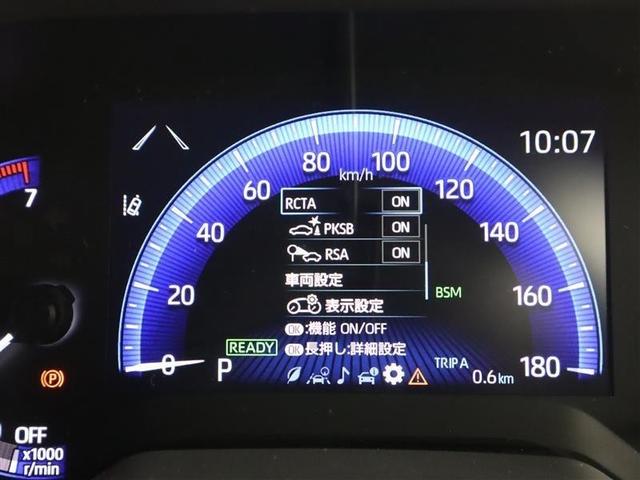 10:07
80
100
km/h
60
120
RCTA ON
40
PKSB ON
140
RSA ON
車両設定
20
BSM
160
表示設定
OK:機能 ON/OFF
READY
OK長押し:詳細設定
0
P
TRIP A
0.6km
180
7
P
OFF
x1000
r/min